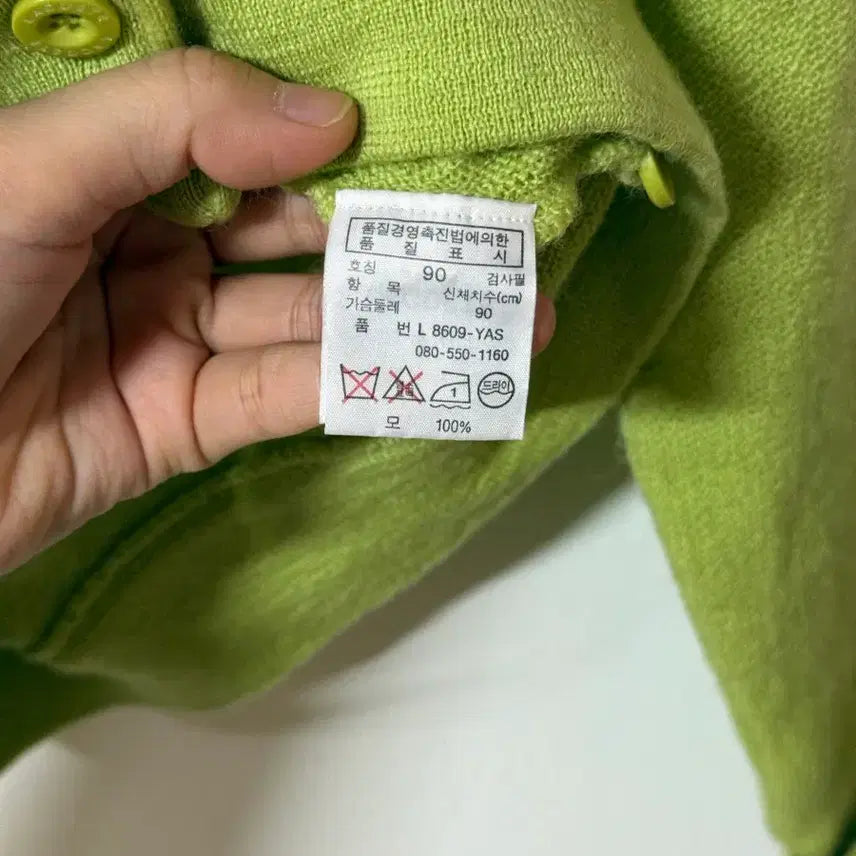 품질경영촉진법에의한
품 질 표 시
호칭 90 검사필
항 목 신체치수(cm)
가슴둘레 90
품 번 L 8609-YAS
080-550-1160
1 드라이
모 100%